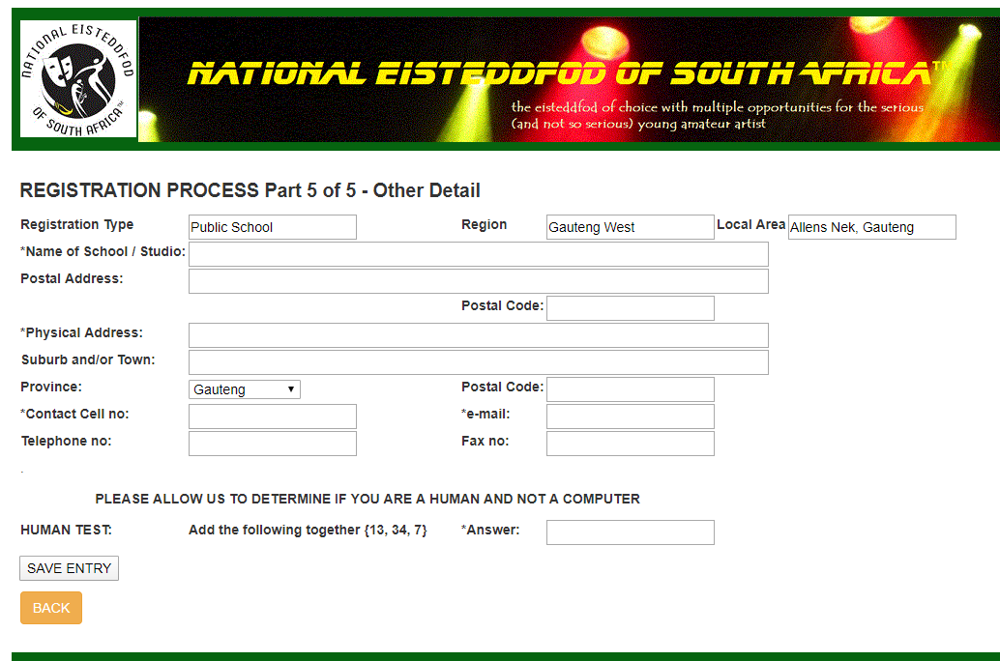 NATIONAL EISTEDDFOD
OF SOUTH AFRICA™
NATIONAL EISTEDDFOD OF SOUTH AFRICA™
the eisteddfod of choice with multiple opportunities for the serious
(and not so serious) young amateur artist
REGISTRATION PROCESS Part 5 of 5 - Other Detail
Registration Type Public School Region Gauteng West Local Area Allens Nek, Gauteng
*Name of School / Studio:
Postal Address:
Postal Code:
*Physical Address:
Suburb and/or Town:
Province: Gauteng Postal Code:
*Contact Cell no: *e-mail:
Telephone no: Fax no:
.
PLEASE ALLOW US TO DETERMINE IF YOU ARE A HUMAN AND NOT A COMPUTER
HUMAN TEST: Add the following together {13, 34, 7} *Answer:
SAVE ENTRY
BACK